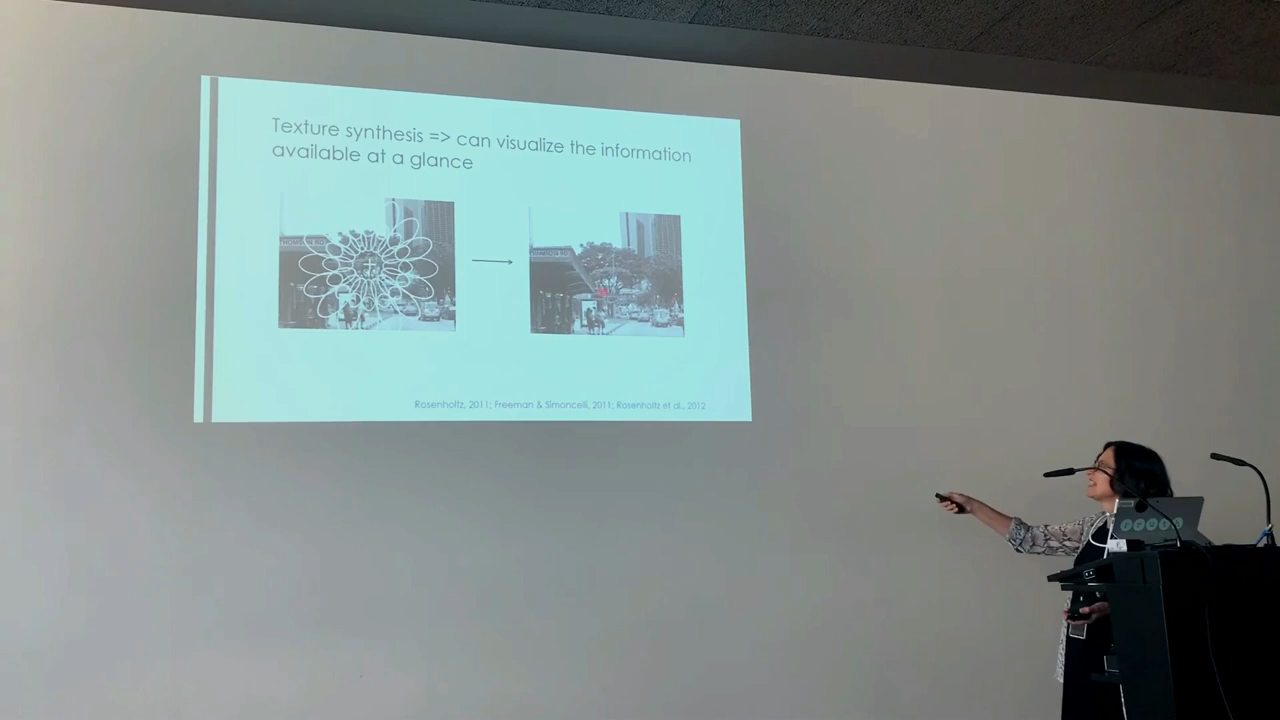 Texture synthesis => can visualize the information
available at a glance
Rosenholtz, 2011; Freeman & Simoncelli, 2011; Rosenholtz et al., 2012